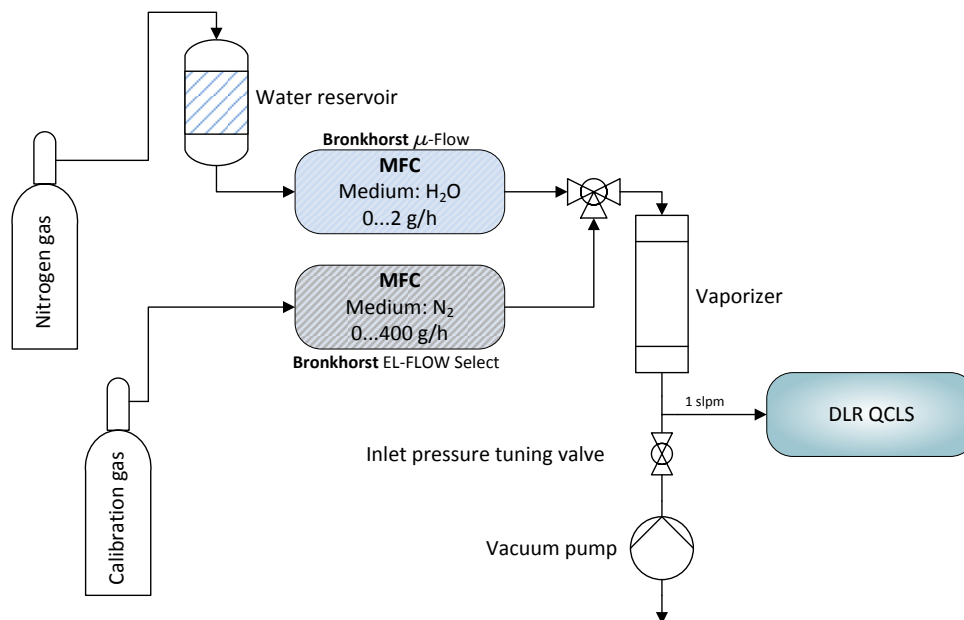 Water reservoir
Bronkhorst μ-Flow
MFC
Medium: H₂O
0...2 g/h
Nitrogen gas
MFC
Medium: N₂
0...400 g/h
Bronkhorst EL-FLOW Select
Vaporizer
1 slpm
DLR QCLS
Calibration gas
Inlet pressure tuning valve
Vacuum pump